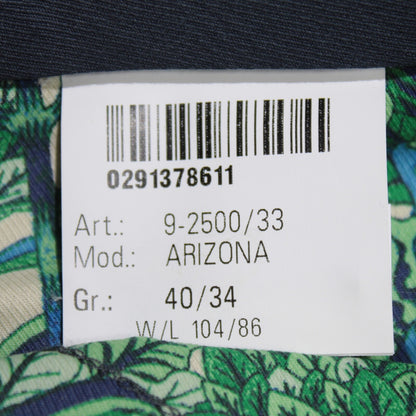 0291378611
Art.: 9-2500/33
Mod.: ARIZONA
Gr.: 40/34
W/L 104/86